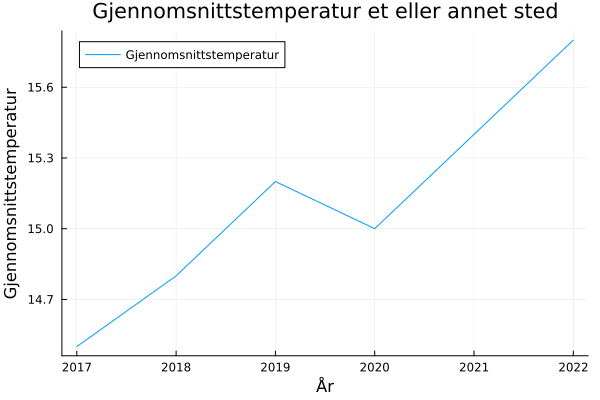 Gjennomsnittstemperatur et eller annet sted
Gjennomsnittstemperatur
Gjennomsnittstemperatur
15.6
15.3
15.0
14.7
2017 2018 2019 2020 2021 2022
År